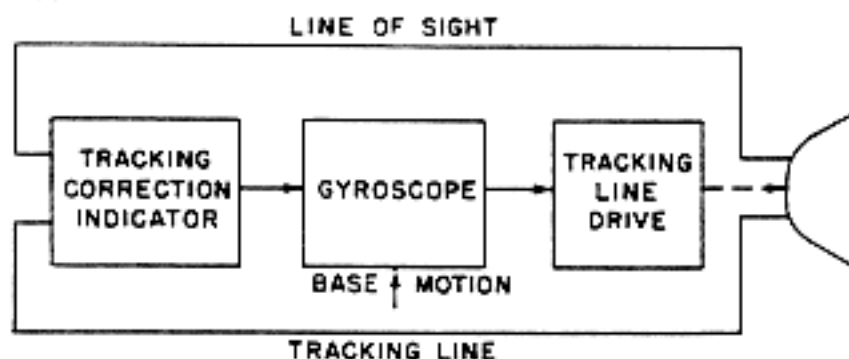 LINE OF SIGHT
TRACKING
CORRECTION
INDICATOR
GYROSCOPE
TRACKING
LINE
DRIVE
BASE MOTION
TRACKING LINE